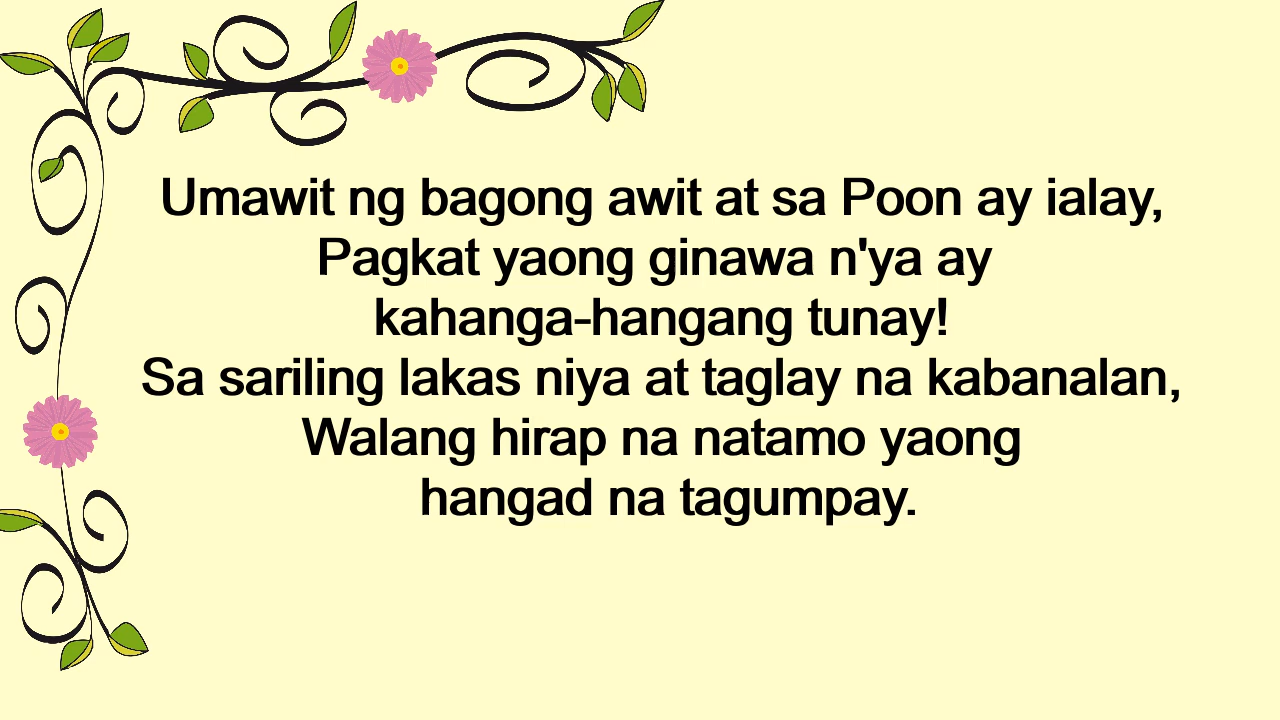 Umawit ng bagong awit at sa Poon ay ialay,
Pagkat yaong ginawa n'ya ay
kahanga-hangang tunay!
Sa sariling lakas niya at taglay na kabanalan,
Walang hirap na natamo yaong
hangad na tagumpay.